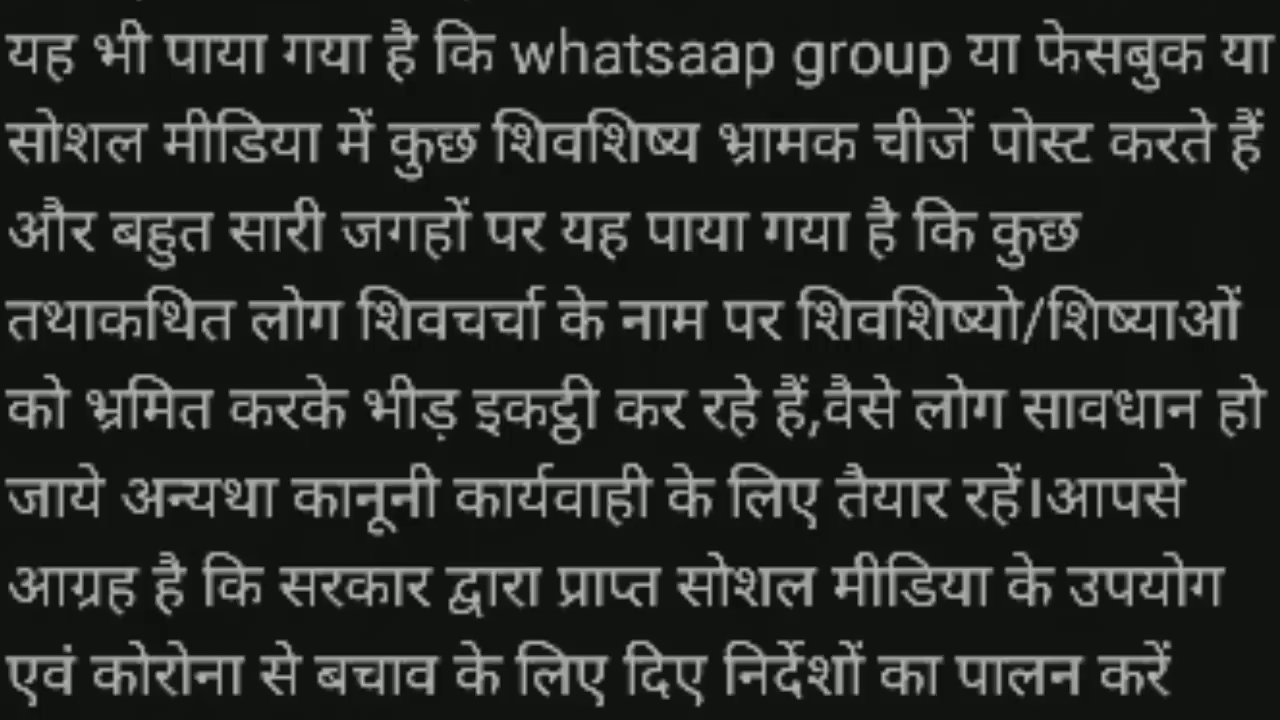 यह भी पाया गया है कि whatsaap group या फेसबुक या
सोशल मीडिया में कुछ शिवशिष्य भ्रामक चीजें पोस्ट करते हैं
और बहुत सारी जगहों पर यह पाया गया है कि कुछ
तथाकथित लोग शिवचर्चा के नाम पर शिवशिष्यो/शिष्याओं
को भ्रमित करके भीड़ इकट्ठी कर रहे हैं,वैसे लोग सावधान हो
जाये अन्यथा कानूनी कार्यवाही के लिए तैयार रहें।आपसे
आग्रह है कि सरकार द्वारा प्राप्त सोशल मीडिया के उपयोग
एवं कोरोना से बचाव के लिए दिए निर्देशों का पालन करें